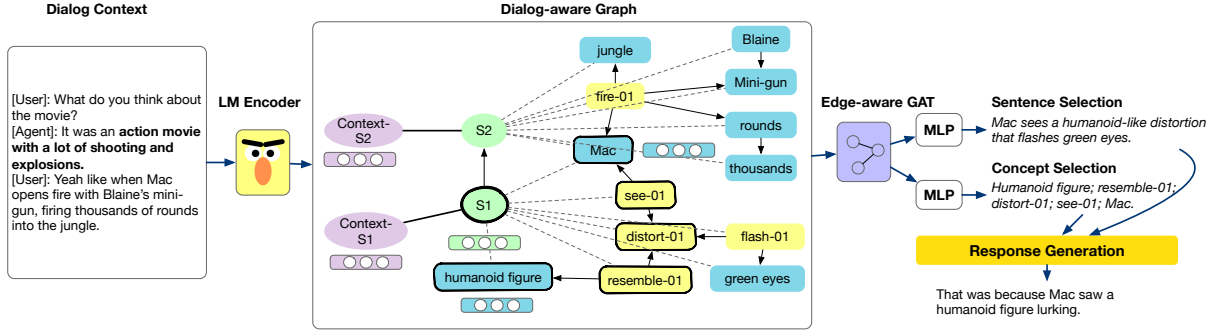 Dialog Context
[User]: What do you think about
the movie?
[Agent]: It was an action movie
with a lot of shooting and
explosions.
[User]: Yeah like when Mac
opens fire with Blaine's mini-
gun, firing thousands of rounds
into the jungle.
LM Encoder
Dialog-aware Graph
jungle
Blaine
Mini-gun
fire-01
Context-
S2
S2
rounds
Mac
thousands
see-01
S1
Context-
S1
distort-01
flash-01
humanoid figure
resemble-01
green eyes
Edge-aware GAT
MLP
MLP
Sentence Selection
Mac sees a humanoid-like distortion
that flashes green eyes.
Concept Selection
Humanoid figure; resemble-01;
distort-01; see-01; Mac.
Response Generation
That was because Mac saw a
humanoid figure lurking.